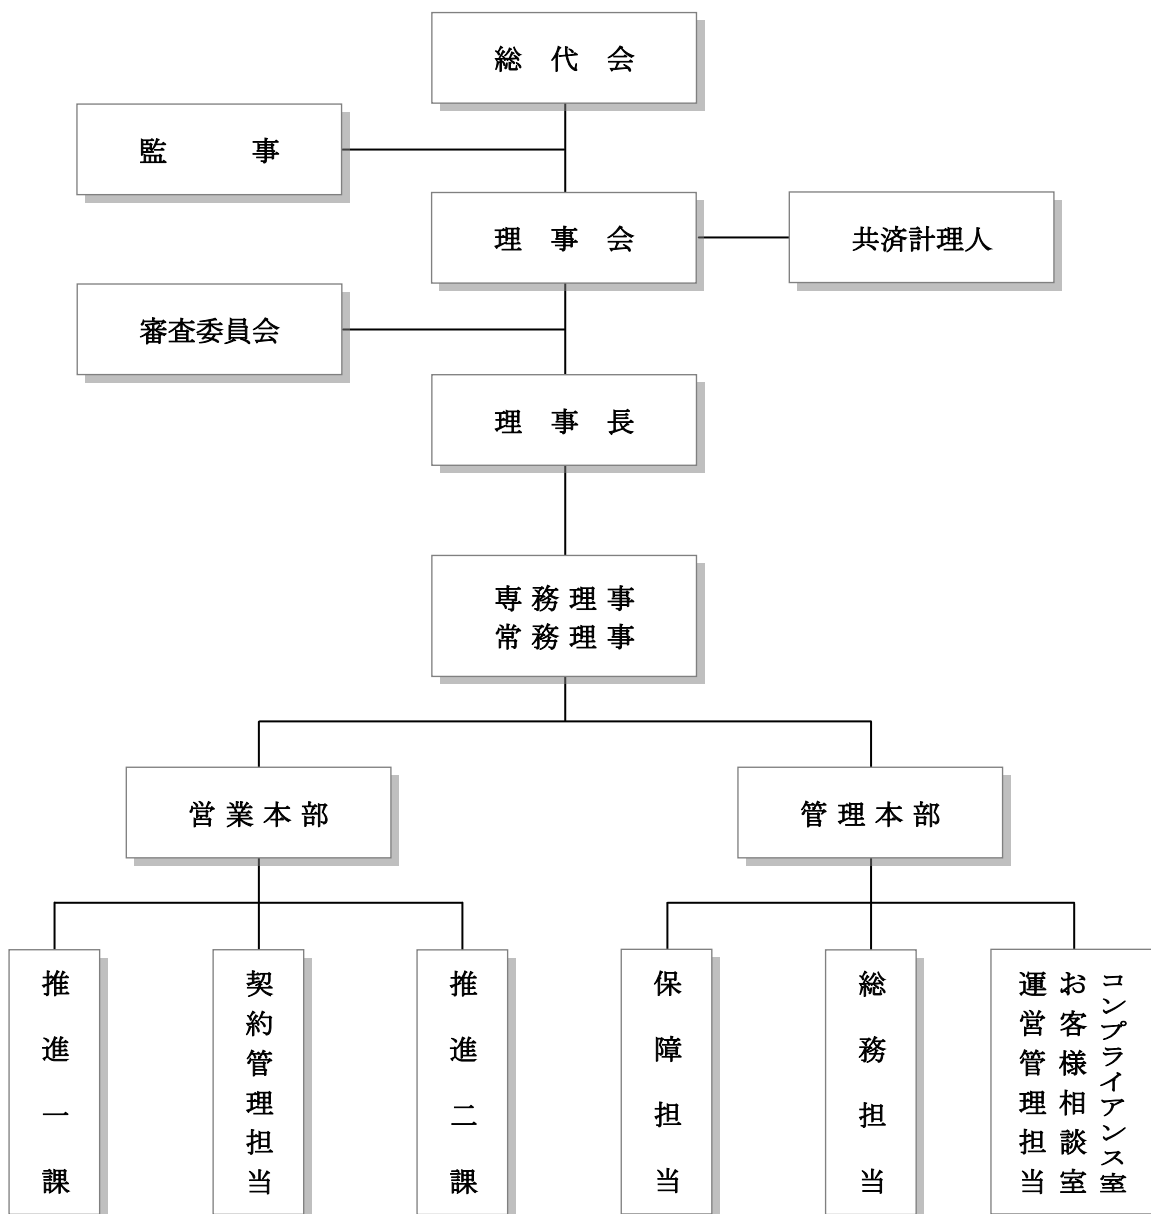 総代会
監事
理事会
共済計理人
審査委員会
理事長
専務理事
常務理事
営業本部
管理本部
推進一課
契約管理担当
推進二課
保障担当
総務担当
コンプライアンス室
お客様相談室
運営管理担当